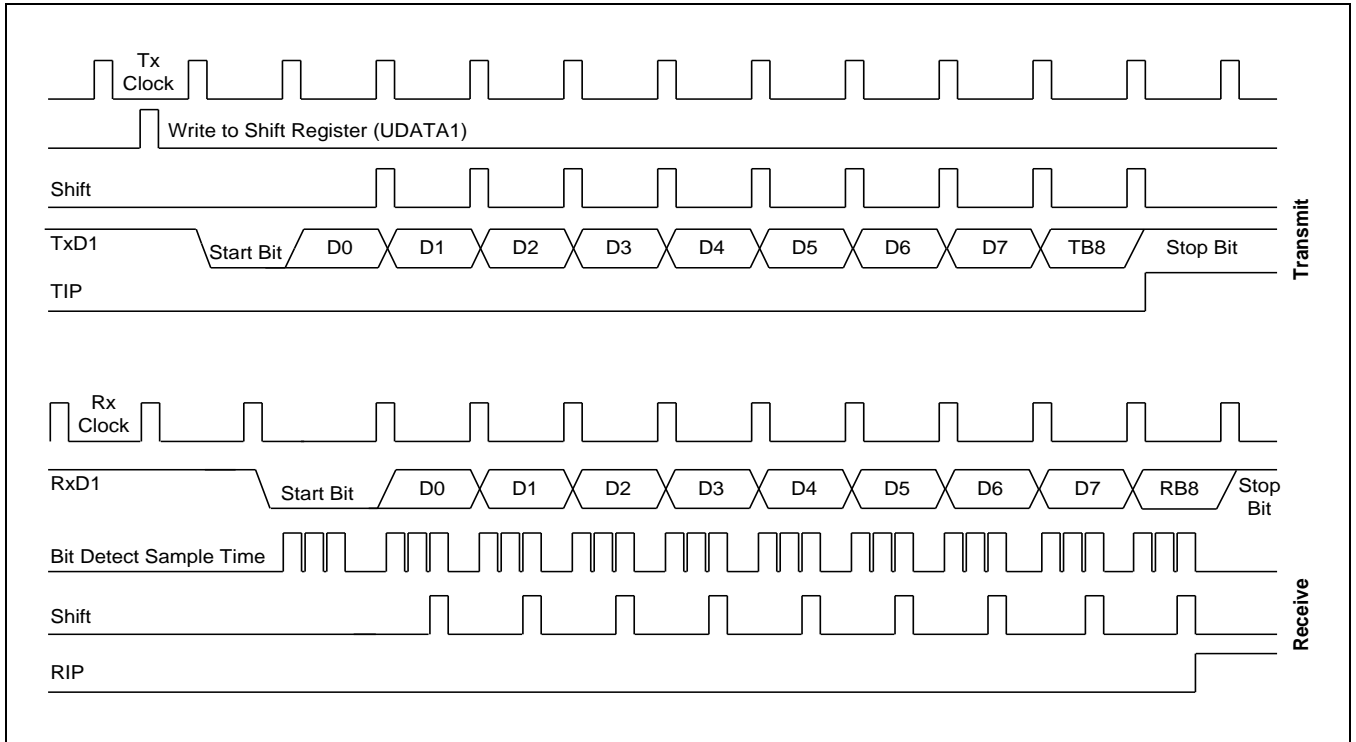 Tx
Clock
Write to Shift Register (UDATA1)
Shift
TxD1
Start Bit
D0
D1
D2
D3
D4
D5
D6
D7
TB8
Stop Bit
TIP
Transmit
Rx
Clock
RxD1
Start Bit
D0
D1
D2
D3
D4
D5
D6
D7
RB8
Stop
Bit
Bit Detect Sample Time
Shift
RIP
Receive